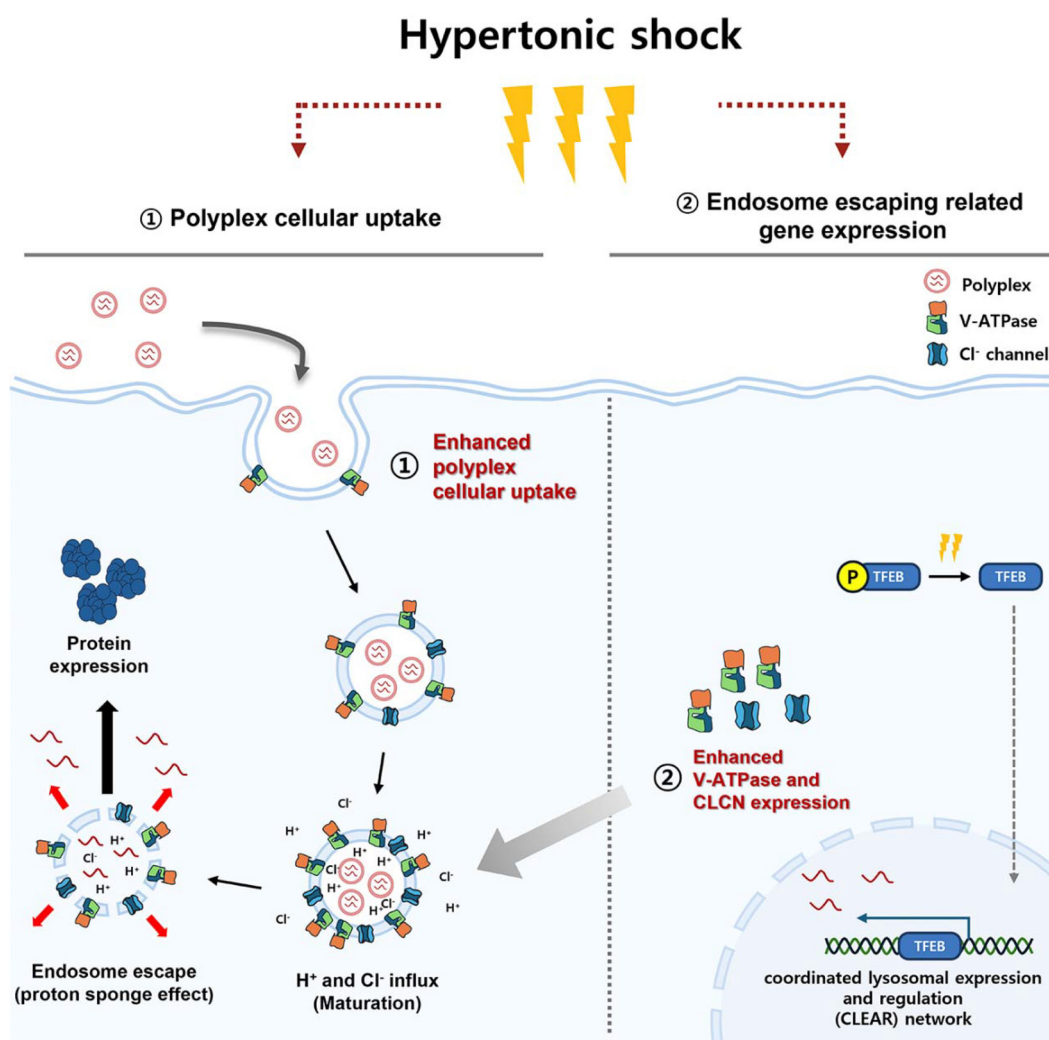 Hypertonic shock
① Polyplex cellular uptake
② Endosome escaping related
gene expression
Polyplex
V-ATPase
Cl⁻ channel
① Enhanced
polyplex
cellular uptake
P TFEB
TFEB
Protein
expression
② Enhanced
V-ATPase and
CLCN expression
Cl⁻
H⁺
Cl⁻
H⁺
H⁺
H⁺
Cl⁻
H⁺
Cl⁻
H⁺
Cl⁻
Cl⁻
H⁺
H⁺
Cl⁻
H⁺
H⁺
Endosome escape
(proton sponge effect)
H⁺ and Cl⁻ influx
(Maturation)
TFEB
coordinated lysosomal expression
and regulation
(CLEAR) network